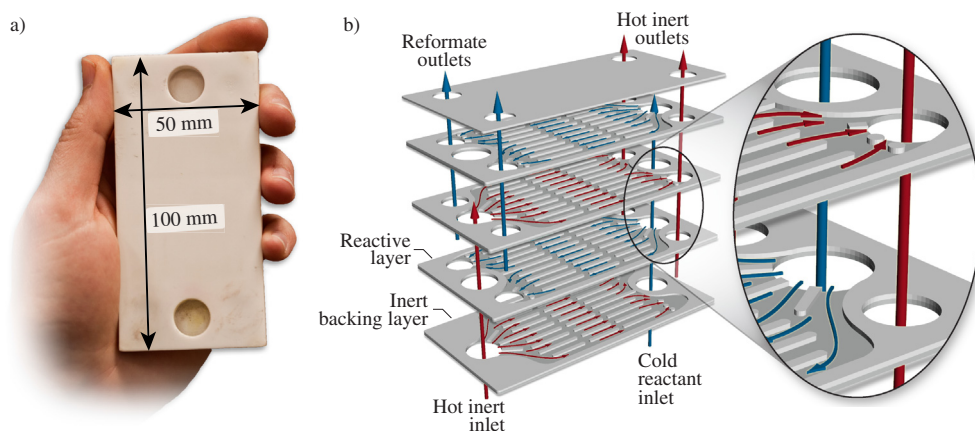 a)
50 mm
100 mm
b)
Reformate
outlets
Hot inert
outlets
Reactive
layer
Inert
backing layer
Hot inert inlet
Cold
reactant
inlet